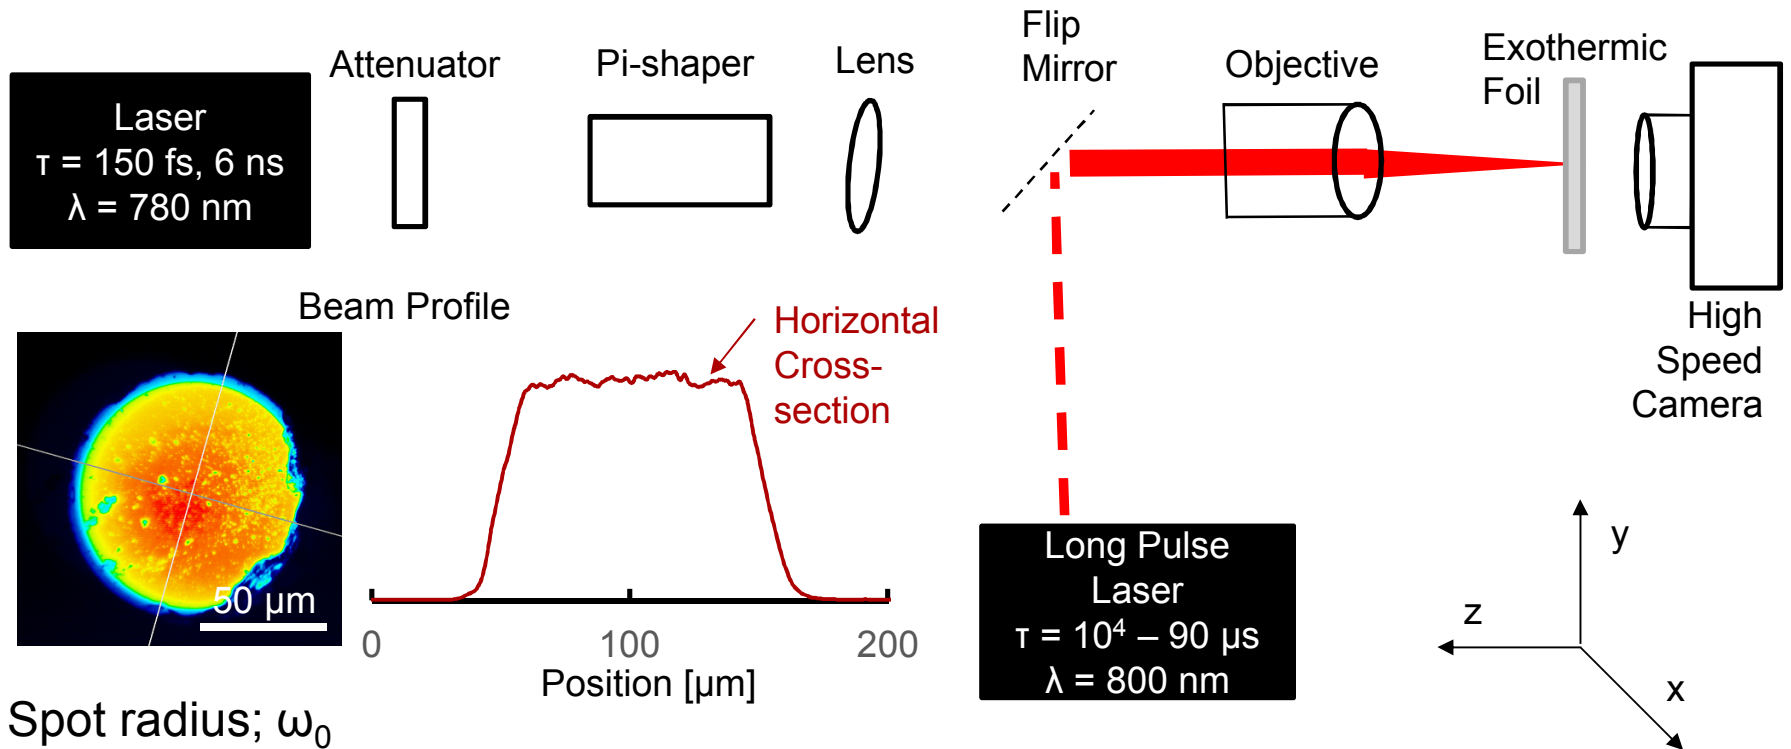 Attenuator
Pi-shaper
Lens
Flip
Mirror
Objective
Exothermic
Foil
Laser
τ = 150 fs, 6 ns
λ = 780 nm
High
Speed
Camera
Beam Profile
Horizontal
Cross-
section
50 µm
0
100
200
Position [µm]
Long Pulse
Laser
τ = 10⁴ – 90 µs
λ = 800 nm
y
z
x
Spot radius; ω₀